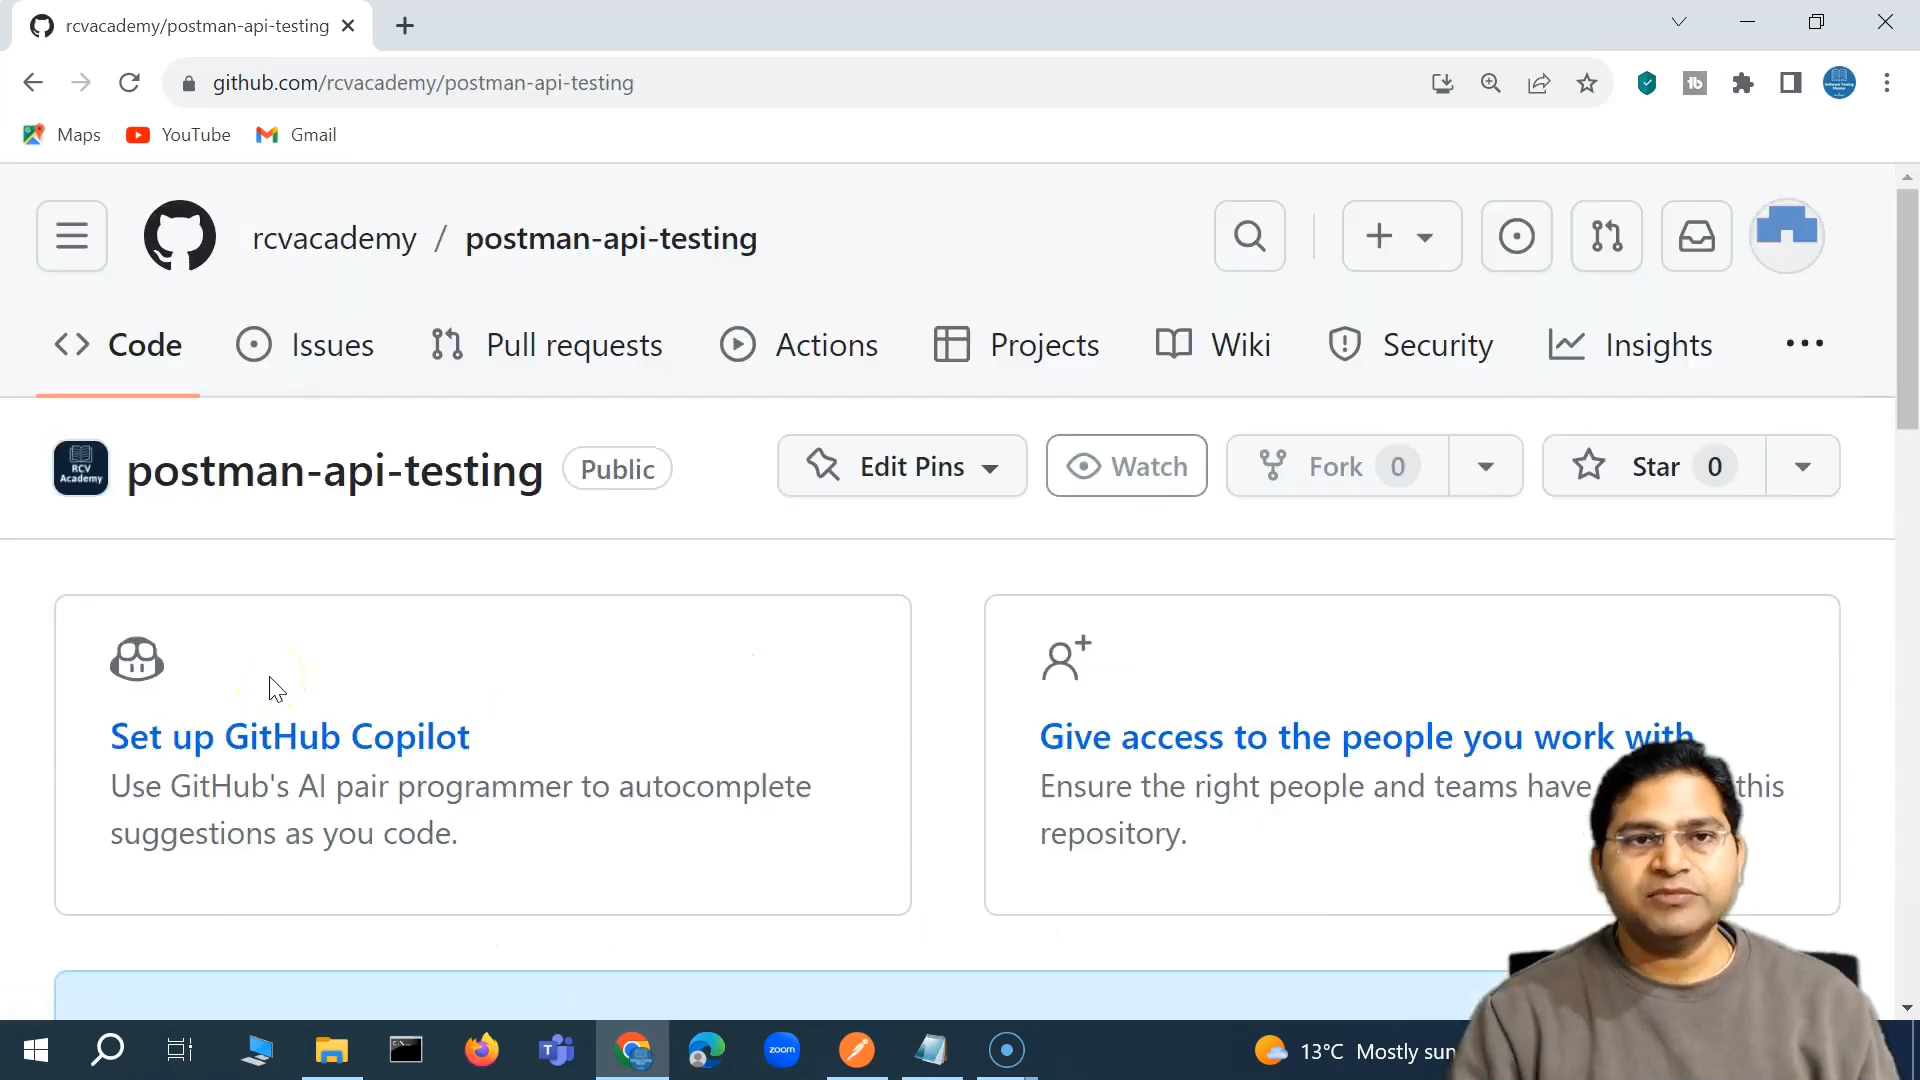 rcvacademy/postman-api-testing
github.com/rcvacademy/postman-api-testing
Maps
YouTube
Gmail
rcvacademy / postman-api-testing
Code
Issues
Pull requests
Actions
Projects
Wiki
Security
Insights
RCV
Academy
postman-api-testing
Public
Edit Pins
Watch
Fork 0
Star 0
Set up GitHub Copilot
Use GitHub's AI pair programmer to autocomplete
suggestions as you code.
Give access to the people you work with
Ensure the right people and teams have this
repository.
zoom
13°C Mostly sun